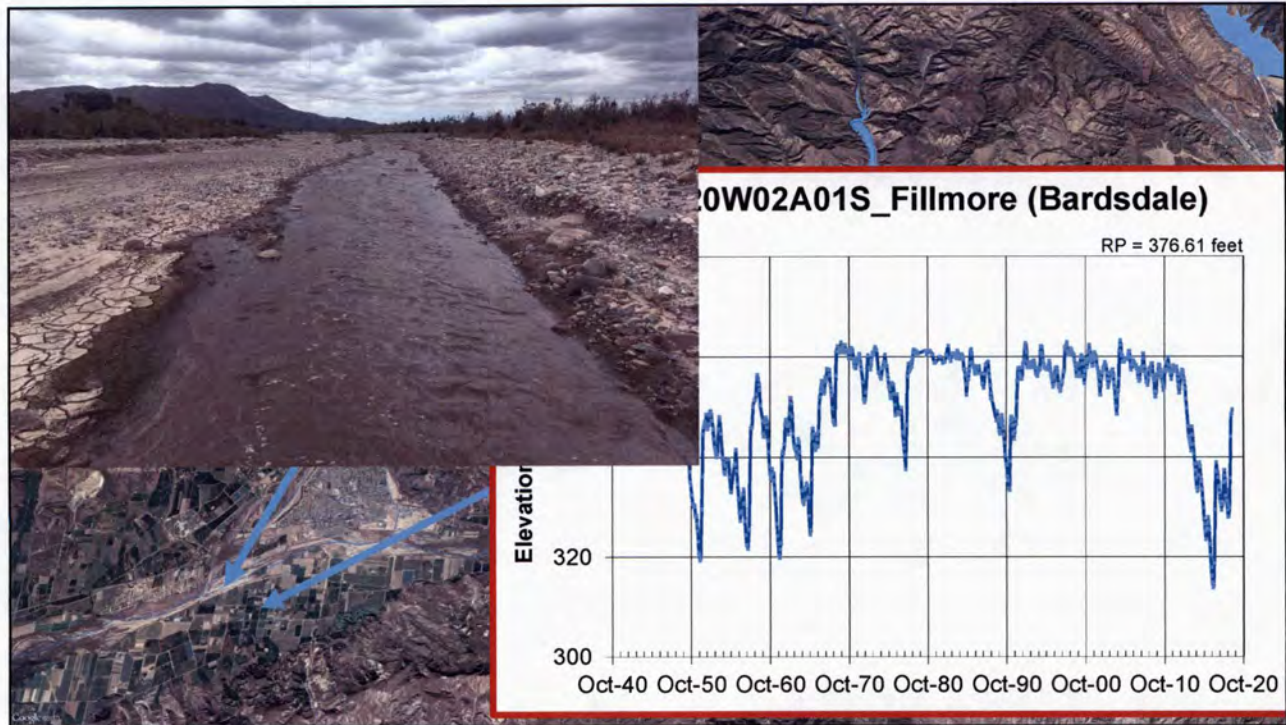 20W02A01S_Fillmore (Bardsdale)
RP = 376.61 feet
Elevation
320
300
Oct-40 Oct-50 Oct-60 Oct-70 Oct-80 Oct-90 Oct-00 Oct-10 Oct-20
Google